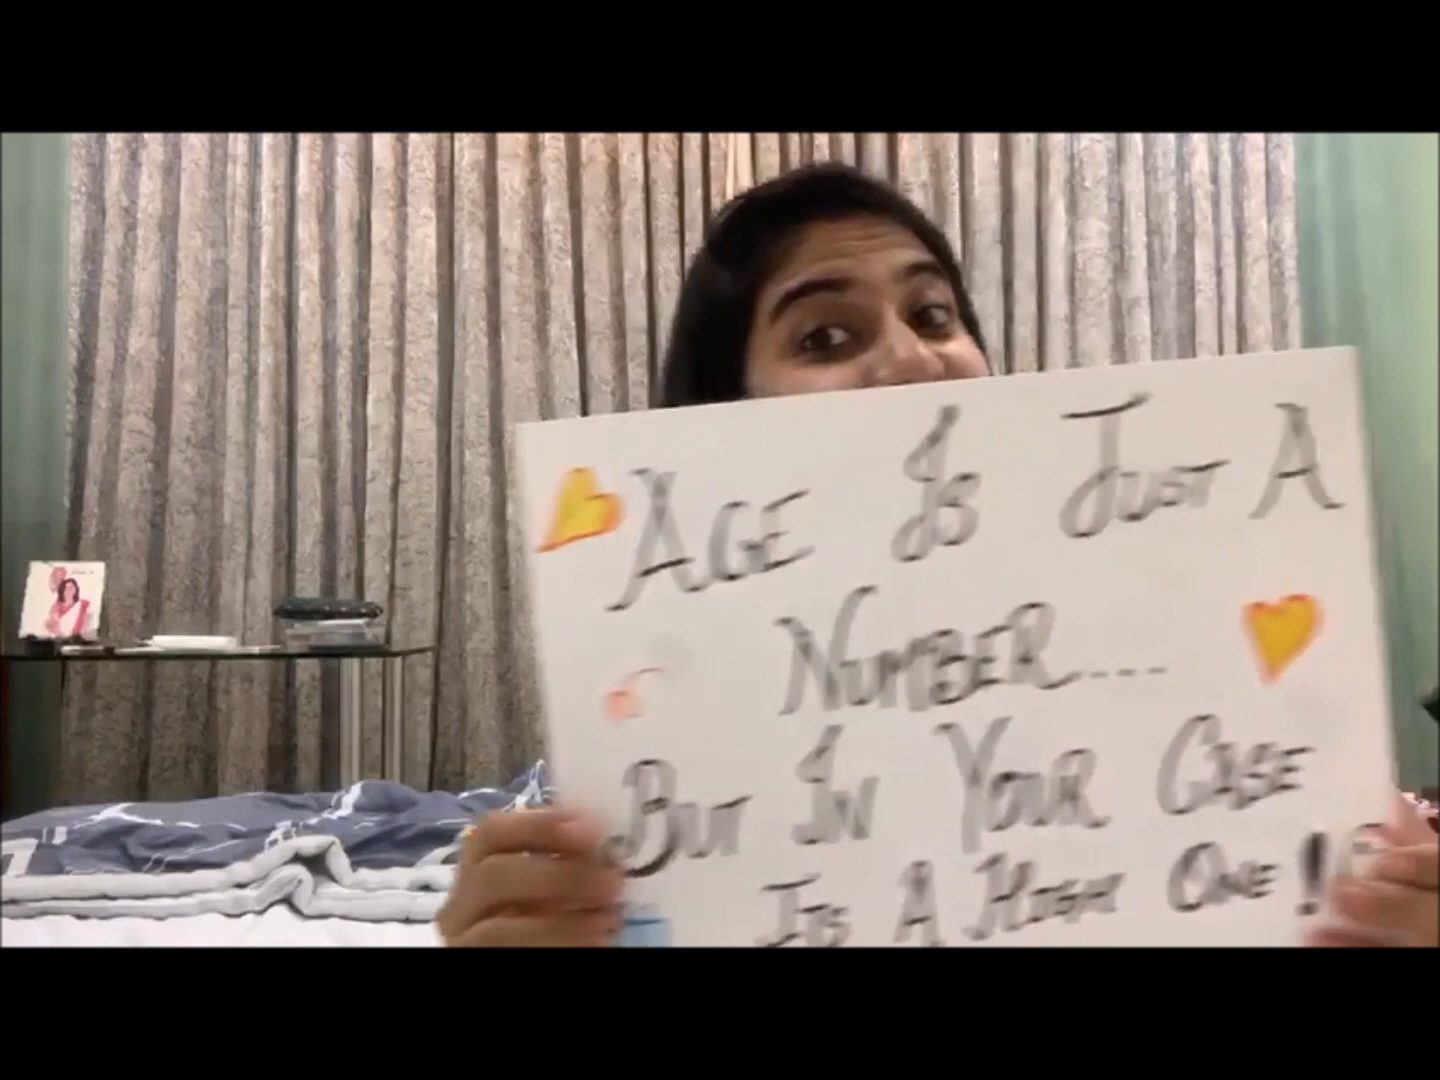 AGE IS JUST A
NUMBER....
BUT IN YOUR CASE
ITS A HIGH ONE!